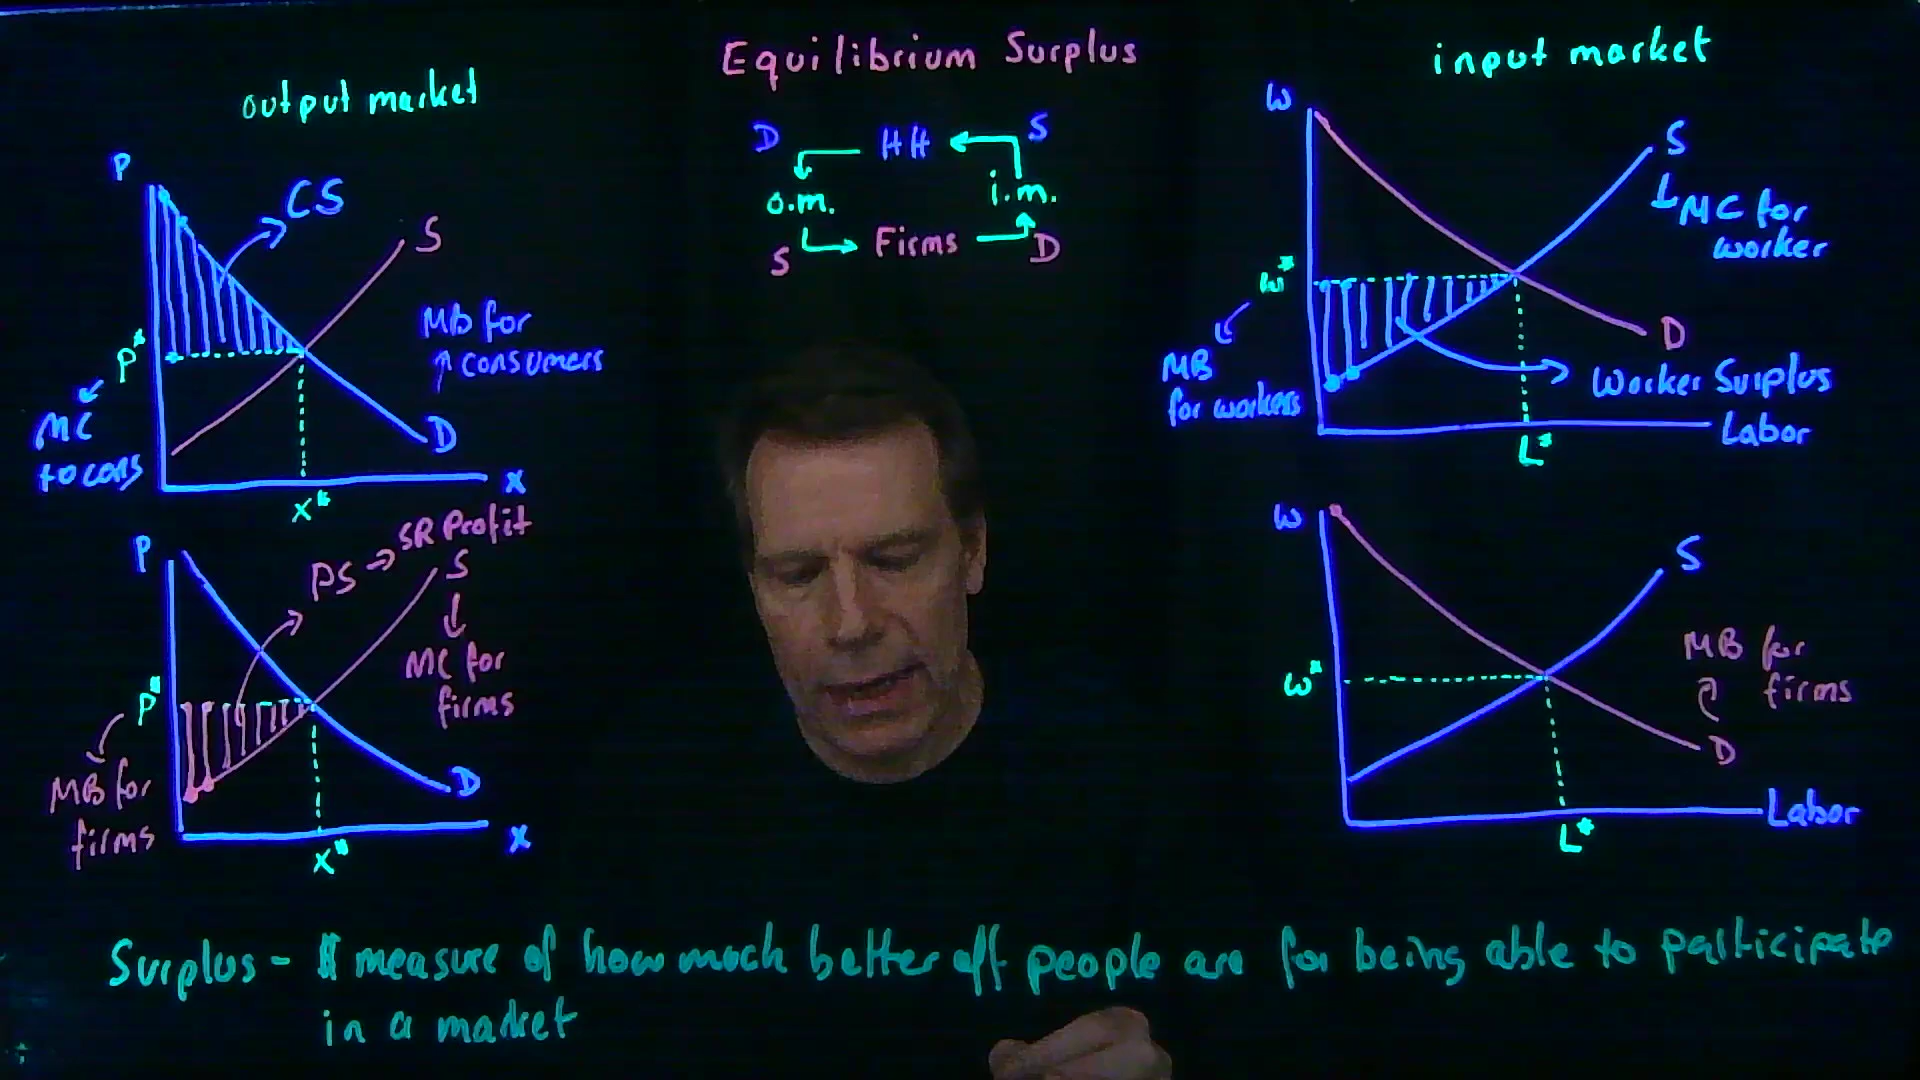 Equilibrium Surplus
output market
input market
D HH S
o.m. i.m.
S Firms D
P
CS
S
MB for
consumers
P*
MC
to cons
D
X
X*
P
PS → SR Profit
S
MC for
firms
P*
MB for
firms
D
X
X*
W
S
MC for
worker
W*
MB
for workers
D
Worker Surplus
Labor
L*
W
S
MB for
firms
W*
D
Labor
L*
Surplus - $ measure of how much better off people are for being able to participate
in a market